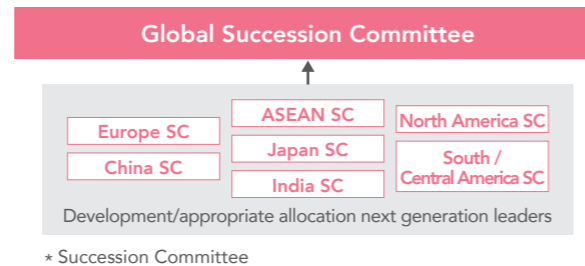 Global Succession Committee
Europe SC
China SC
ASEAN SC
Japan SC
India SC
North America SC
South /
Central America SC
Development/appropriate allocation next generation leaders
* Succession Committee